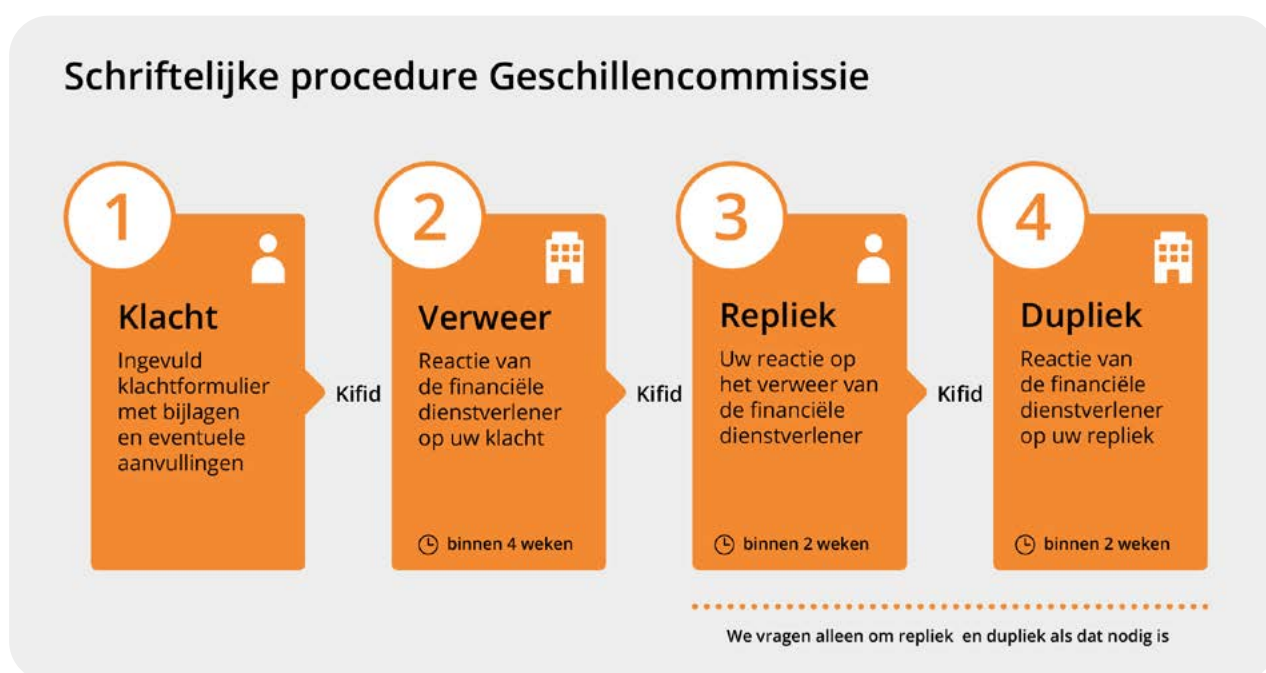 Schriftelijke procedure Geschillencommissie
1
Klacht
Ingevuld
klachtformulier
met bijlagen
en eventuele
aanvullingen
Kifid
2
Verweer
Reactie van
de financiële
dienstverlener
op uw klacht
binnen 4 weken
Kifid
3
Repliek
Uw reactie op
het verweer van
de financiële
dienstverlener
binnen 2 weken
Kifid
4
Dupliek
Reactie van
de financiële
dienstverlener
op uw repliek
binnen 2 weken
We vragen alleen om repliek en dupliek als dat nodig is